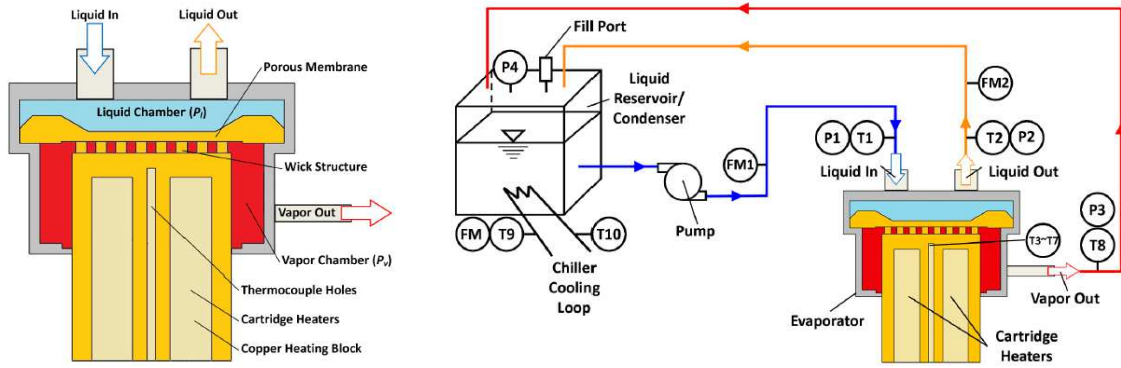 Liquid In
Liquid Out
Porous Membrane
Liquid Chamber (Pl)
Wick Structure
Vapor Out
Vapor Chamber (Pv)
Thermocouple Holes
Cartridge Heaters
Copper Heating Block
Fill Port
P4
Liquid
Reservoir/
Condenser
FM2
P1
T1
T2
P2
FM1
Liquid In
Liquid Out
Pump
P3
T3~T7
T8
FM
T9
T10
Chiller
Cooling
Loop
Vapor Out
Evaporator
Cartridge
Heaters